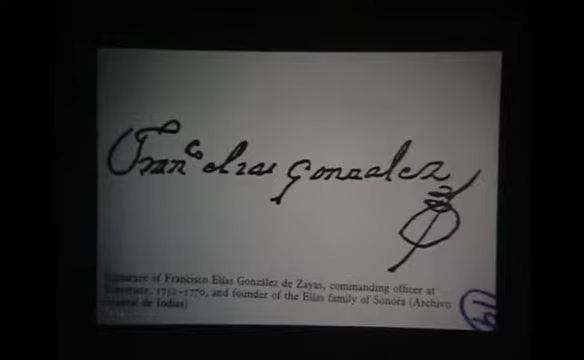 Franco Elias Gonzalez
Signature of Francisco Elías González de Zayas, commanding officer at
1752–1770, and founder of the Elías family of Sonora (Archivo
General de Indias)